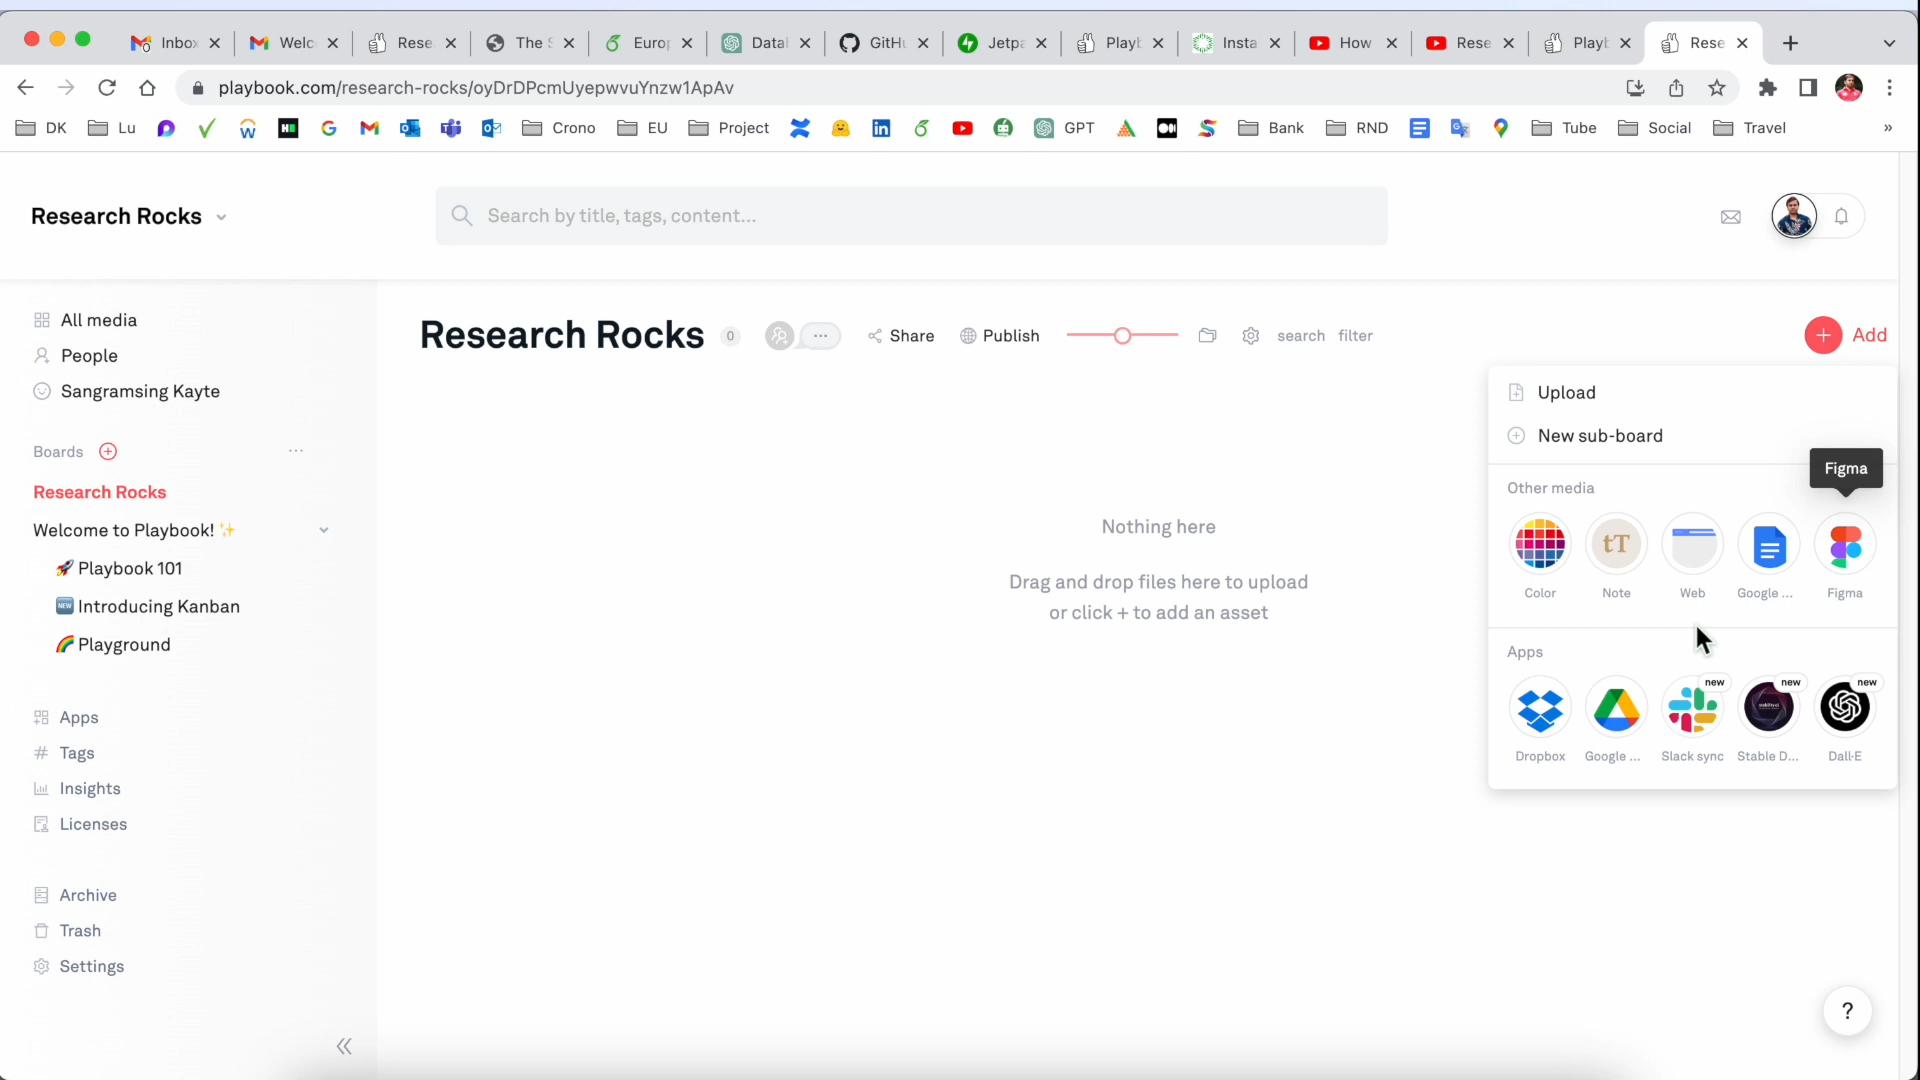 Inbox
Welc
Rese
The S
Euro
Datal
GitHu
Jetpa
Playb
Insta
How
Rese
Playb
Rese
playbook.com/research-rocks/oyDrDPcmUyepwvuYnzw1ApAv
DK
Lu
Crono
EU
Project
GPT
Bank
RND
Tube
Social
Travel
»
Research Rocks
Search by title, tags, content...
All media
People
Sangramsing Kayte
Boards
Research Rocks
Welcome to Playbook! ✨
🚀 Playbook 101
🆕 Introducing Kanban
🌈 Playground
Apps
Tags
Insights
Licenses
Archive
Trash
Settings
Research Rocks
0
Share
Publish
search
filter
Add
Nothing here
Drag and drop files here to upload
or click + to add an asset
Upload
New sub-board
Figma
Other media
tT
Color
Note
Web
Google ...
Figma
Apps
new
new
new
Dropbox
Google ...
Slack sync
Stable D...
Dall·E
?